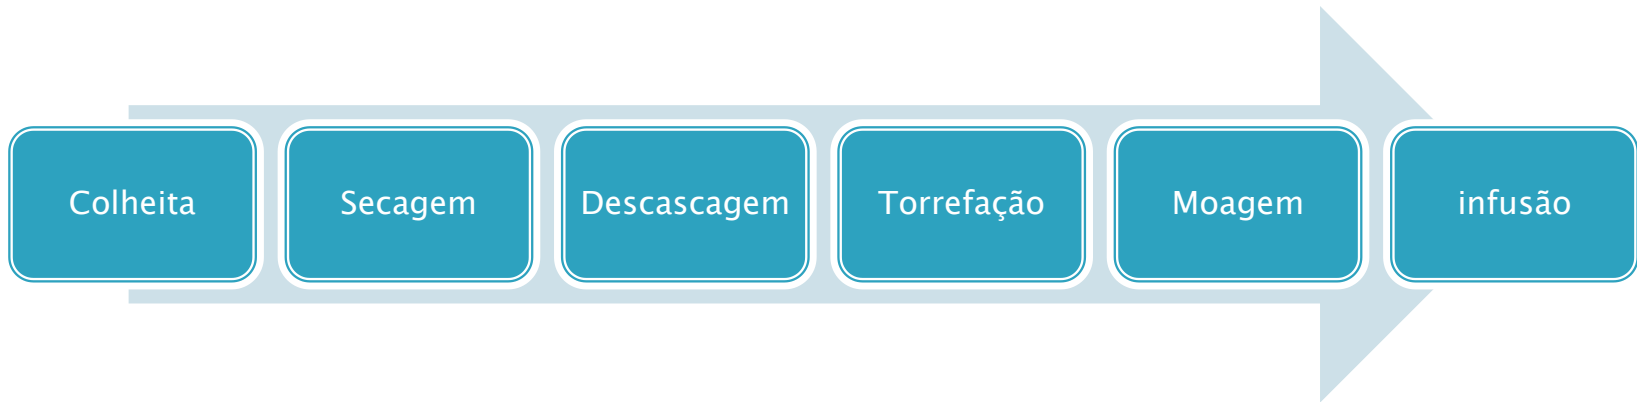 Colheita
Secagem
Descascagem
Torrefação
Moagem
infusão